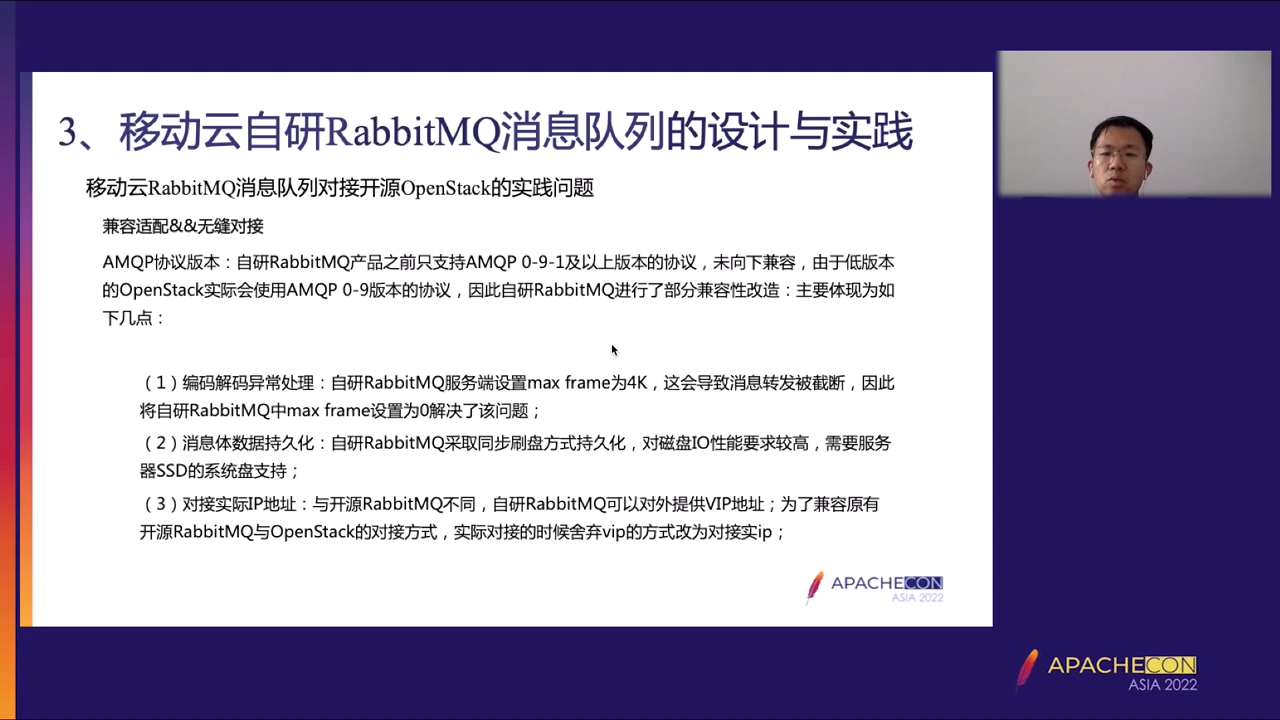 3、移动云自研RabbitMQ消息队列的设计与实践
移动云RabbitMQ消息队列对接开源OpenStack的实践问题
兼容适配&&无缝对接
AMQP协议版本：自研RabbitMQ产品之前只支持AMQP 0-9-1及以上版本的协议，未向下兼容，由于低版本
的OpenStack实际会使用AMQP 0-9版本的协议，因此自研RabbitMQ进行了部分兼容性改造：主要体现为如
下几点：
（1）编码解码异常处理：自研RabbitMQ服务端设置max frame为4K，这会导致消息转发被截断，因此
将自研RabbitMQ中max frame设置为0解决了该问题；
（2）消息体数据持久化：自研RabbitMQ采取同步刷盘方式持久化，对磁盘IO性能要求较高，需要服务
器SSD的系统盘支持；
（3）对接实际IP地址：与开源RabbitMQ不同，自研RabbitMQ可以对外提供VIP地址；为了兼容原有
开源RabbitMQ与OpenStack的对接方式，实际对接的时候舍弃vip的方式改为对接实ip；
APACHECON
ASIA 2022
APACHECON
ASIA 2022